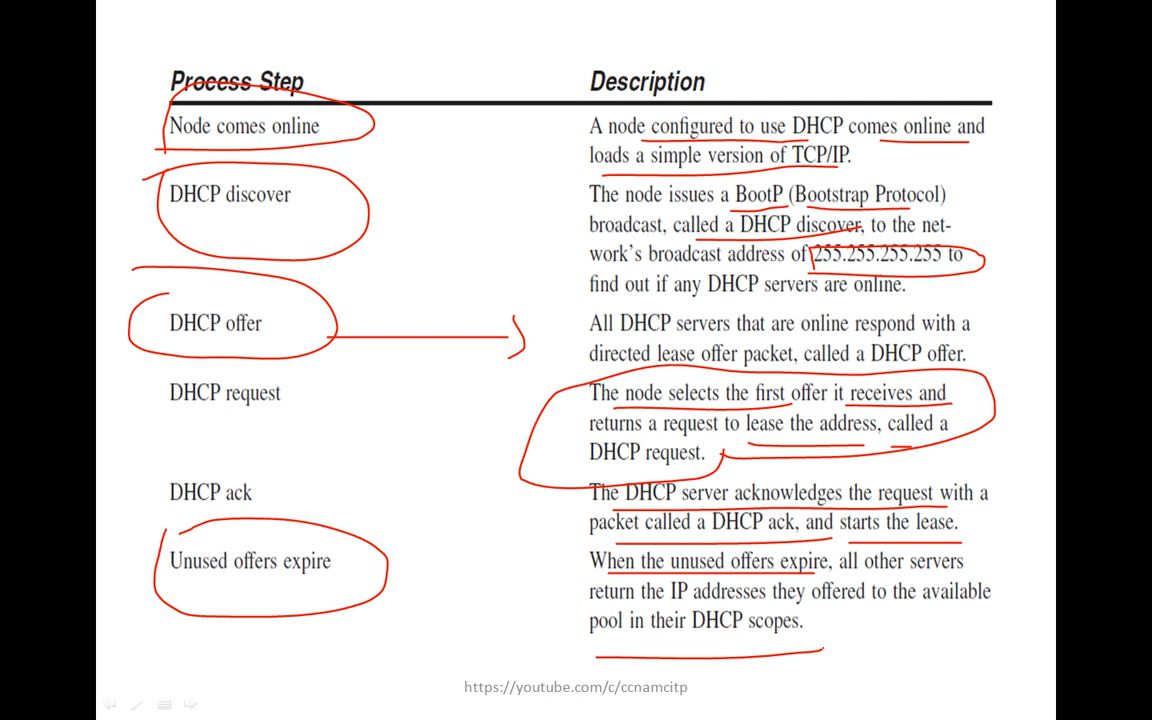 Process Step Description
Node comes online A node configured to use DHCP comes online and
loads a simple version of TCP/IP.
DHCP discover The node issues a BootP (Bootstrap Protocol)
broadcast, called a DHCP discover, to the net-
work's broadcast address of 255.255.255.255 to
find out if any DHCP servers are online.
DHCP offer All DHCP servers that are online respond with a
directed lease offer packet, called a DHCP offer.
DHCP request The node selects the first offer it receives and
returns a request to lease the address, called a
DHCP request.
DHCP ack The DHCP server acknowledges the request with a
packet called a DHCP ack, and starts the lease.
Unused offers expire When the unused offers expire, all other servers
return the IP addresses they offered to the available
pool in their DHCP scopes.
https://youtube.com/c/ccnamcitp